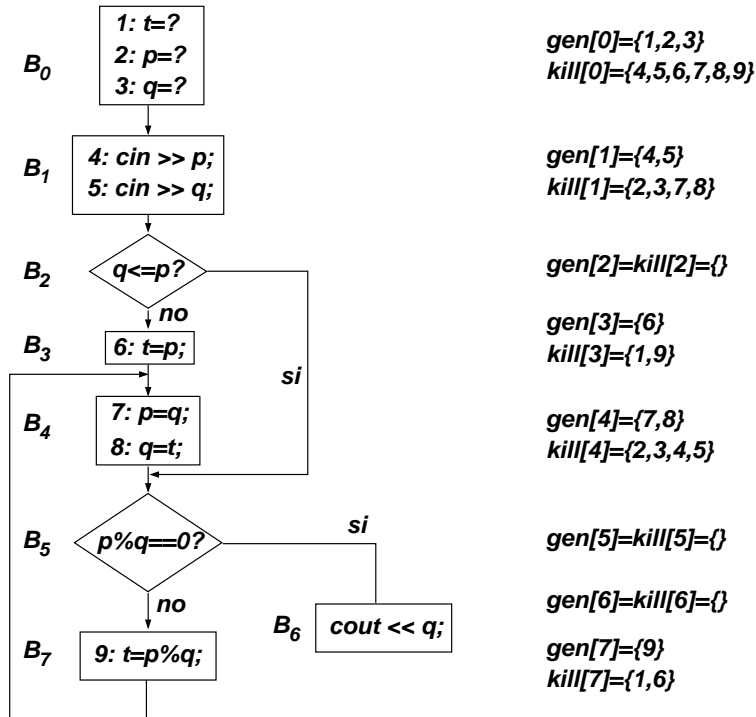 B0
1: t=?
2: p=?
3: q=?
gen[0]={1,2,3}
kill[0]={4,5,6,7,8,9}
B1
4: cin >> p;
5: cin >> q;
gen[1]={4,5}
kill[1]={2,3,7,8}
B2
q<=p?
gen[2]=kill[2]={}
no
si
B3
6: t=p;
gen[3]={6}
kill[3]={1,9}
B4
7: p=q;
8: q=t;
gen[4]={7,8}
kill[4]={2,3,4,5}
B5
p%q==0?
si
gen[5]=kill[5]={}
no
B6
cout << q;
gen[6]=kill[6]={}
B7
9: t=p%q;
gen[7]={9}
kill[7]={1,6}